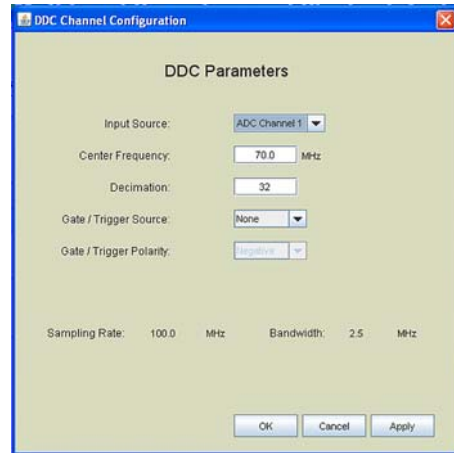 DDC Channel Configuration
DDC Parameters
Input Source: ADC Channel 1
Center Frequency: 70.0 MHz
Decimation: 32
Gate / Trigger Source: None
Gate / Trigger Polarity: Negative
Sampling Rate: 100.0 MHz Bandwidth: 2.5 MHz
OK Cancel Apply